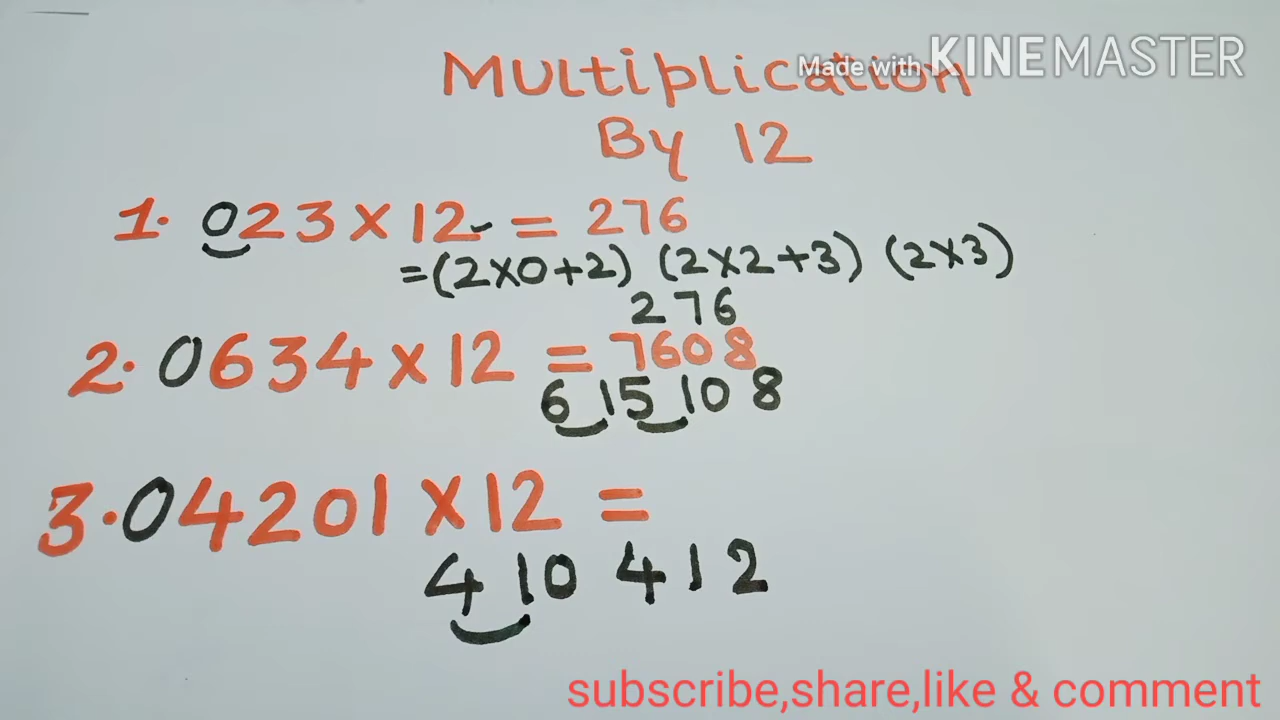 Multiplication
Made with KINEMASTER
By 12
1. 023 x 12 = 276
=(2x0+2) (2x2+3) (2x3)
276
2. 0634 x 12 = 7608
6 15 10 8
3. 04201 x 12 =
4 10 4 1 2
subscribe,share,like & comment